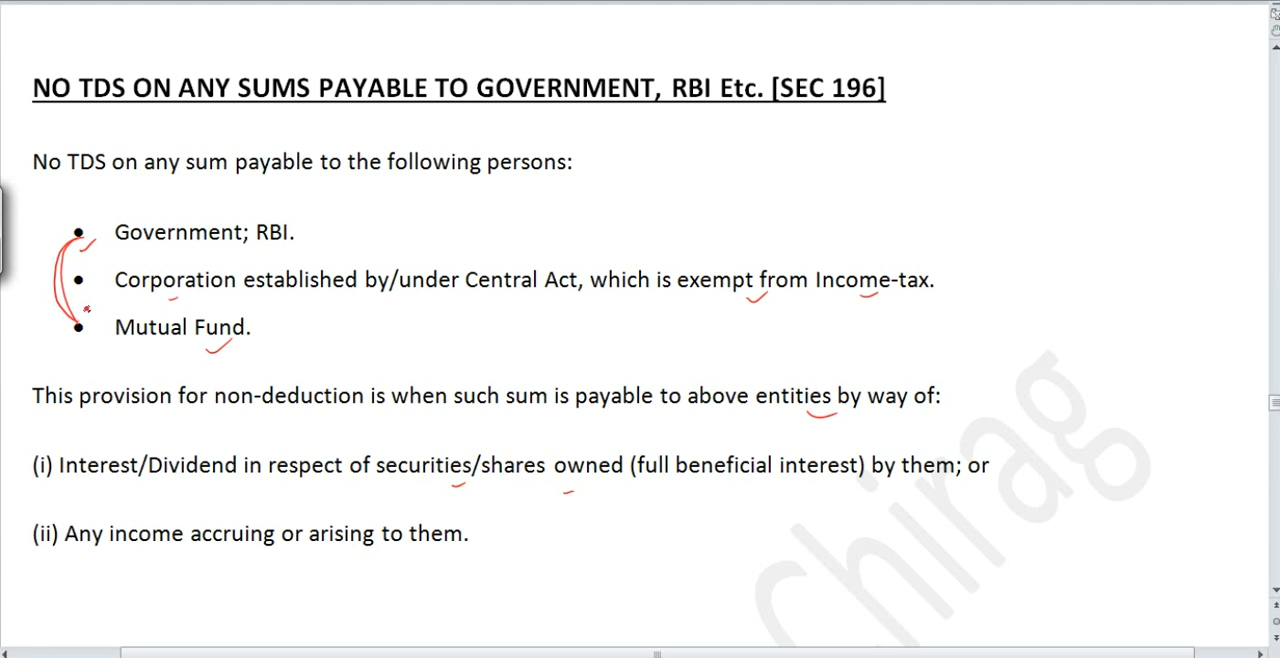 NO TDS ON ANY SUMS PAYABLE TO GOVERNMENT, RBI Etc. [SEC 196]
No TDS on any sum payable to the following persons:
• Government; RBI.
• Corporation established by/under Central Act, which is exempt from Income-tax.
• Mutual Fund.
This provision for non-deduction is when such sum is payable to above entities by way of:
(i) Interest/Dividend in respect of securities/shares owned (full beneficial interest) by them; or
(ii) Any income accruing or arising to them.
Chirag